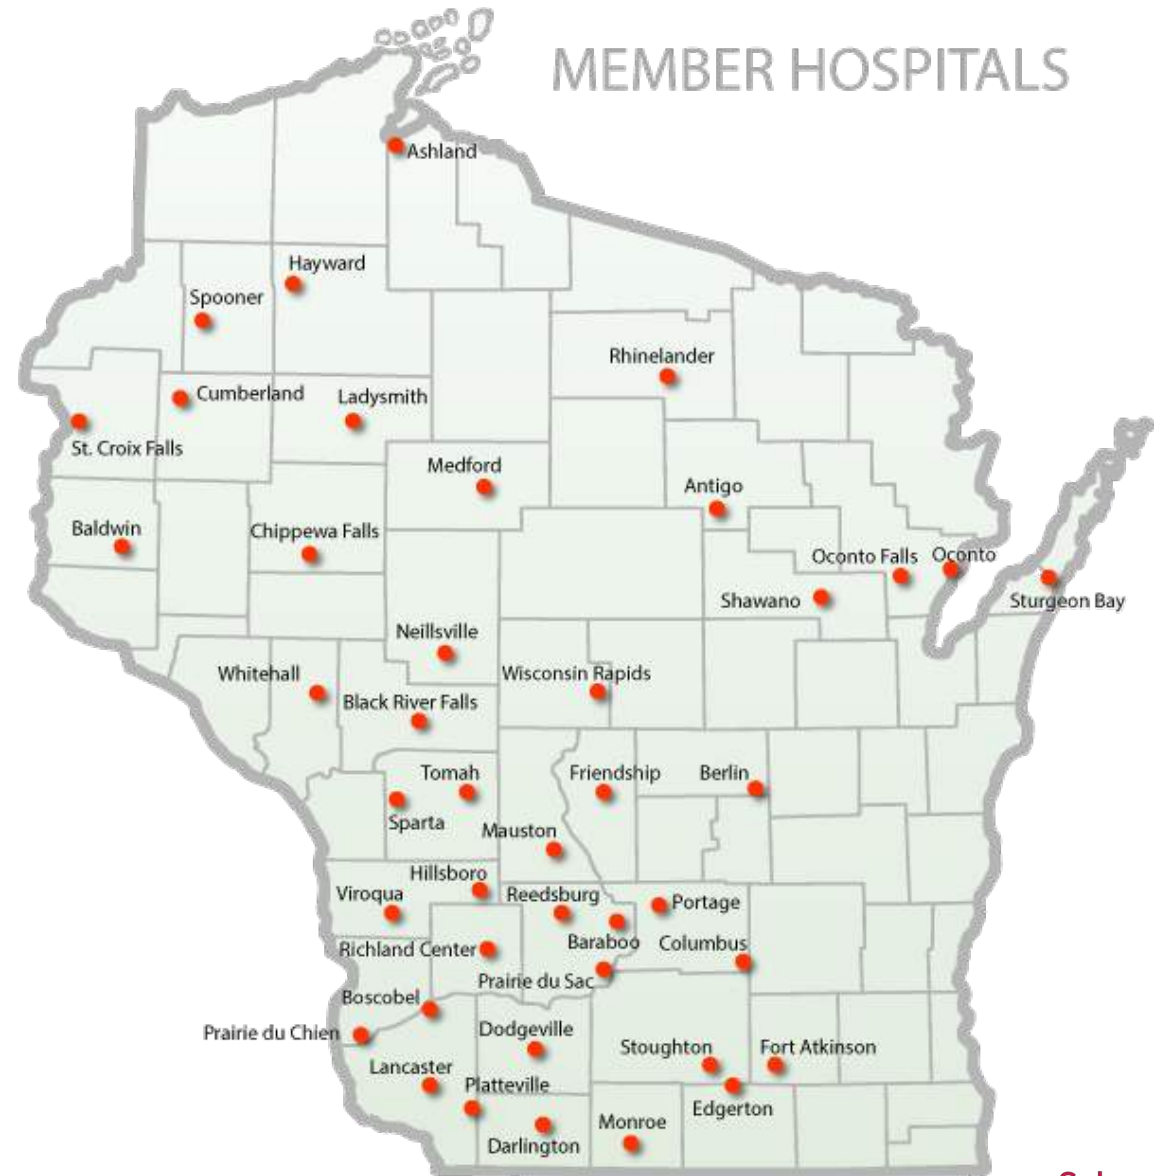 MEMBER HOSPITALS
Ashland
Hayward
Spooner
Rhinelander
Cumberland
Ladysmith
St. Croix Falls
Medford
Antigo
Baldwin
Chippewa Falls
Oconto Falls
Oconto
Shawano
Sturgeon Bay
Neillsville
Whitehall
Wisconsin Rapids
Black River Falls
Tomah
Friendship
Berlin
Sparta
Mauston
Hillsboro
Viroqua
Reedsburg
Portage
Baraboo
Columbus
Richland Center
Prairie du Sac
Boscobel
Prairie du Chien
Dodgeville
Stoughton
Fort Atkinson
Lancaster
Platteville
Edgerton
Monroe
Darlington